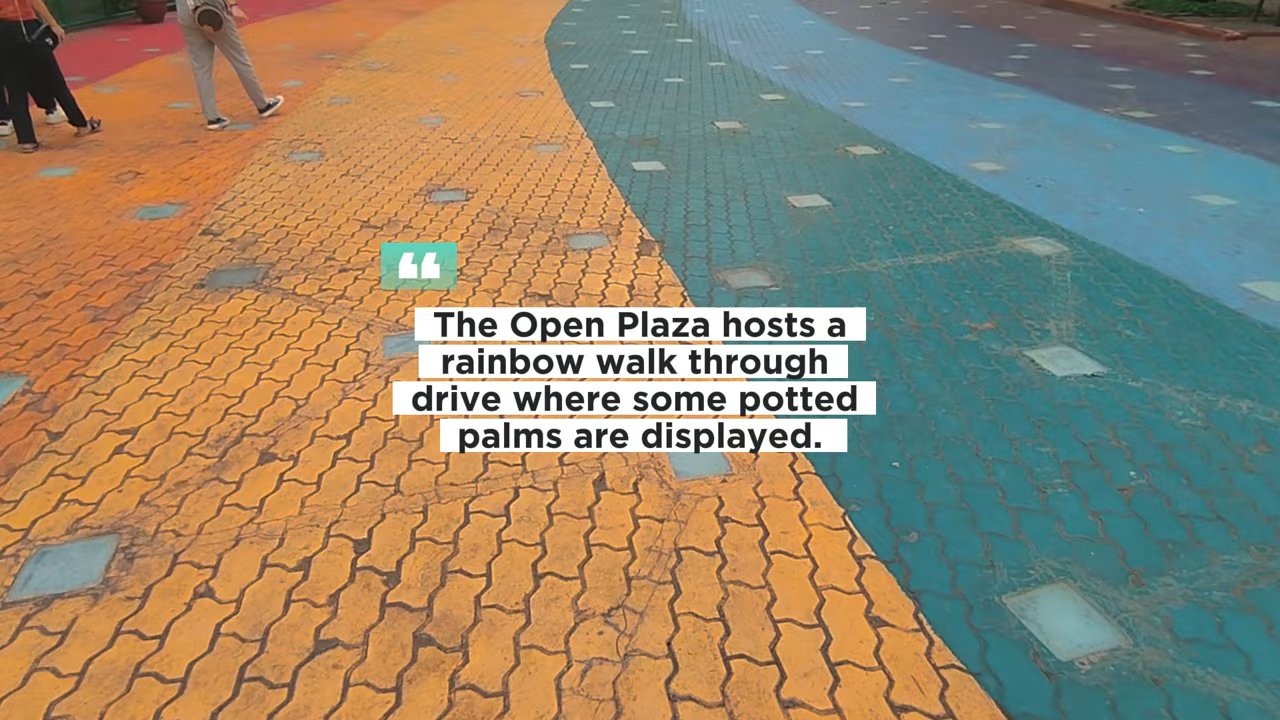 ❝
The Open Plaza hosts a
rainbow walk through
drive where some potted
palms are displayed.